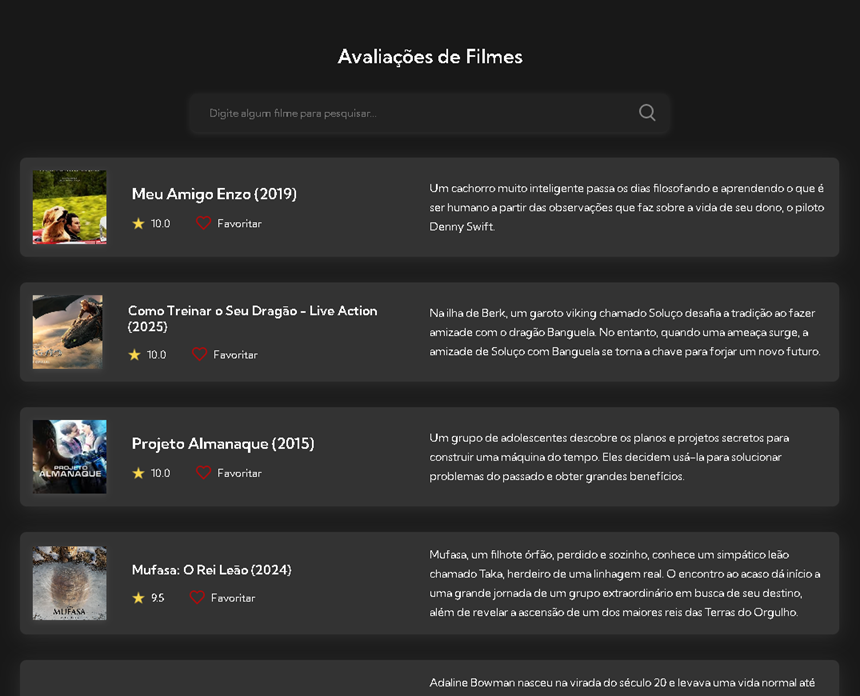 Avaliações de Filmes
Digite algum filme para pesquisar...
Meu Amigo Enzo (2019)
10.0
Favoritar
Um cachorro muito inteligente passa os dias filosofando e aprendendo o que é
ser humano a partir das observações que faz sobre a vida de seu dono, o piloto
Denny Swift.
Como Treinar o Seu Dragão - Live Action
(2025)
10.0
Favoritar
Na ilha de Berk, um garoto viking chamado Soluço desafia a tradição ao fazer
amizade com o dragão Banguela. No entanto, quando uma ameaça surge, a
amizade de Soluço com Banguela se torna a chave para forjar um novo futuro.
PROJETO
ALMANAQUE
Projeto Almanaque (2015)
10.0
Favoritar
Um grupo de adolescentes descobre os planos e projetos secretos para
construir uma máquina do tempo. Eles decidem usá-la para solucionar
problemas do passado e obter grandes benefícios.
MUFASA
Mufasa: O Rei Leão (2024)
9.5
Favoritar
Mufasa, um filhote órfão, perdido e sozinho, conhece um simpático leão
chamado Taka, herdeiro de uma linhagem real. O encontro ao acaso dá início a
uma grande jornada de um grupo extraordinário em busca de seu destino,
além de revelar a ascensão de um dos maiores reis das Terras do Orgulho.
Adaline Bowman nasceu na virada do século 20 e levava uma vida normal até